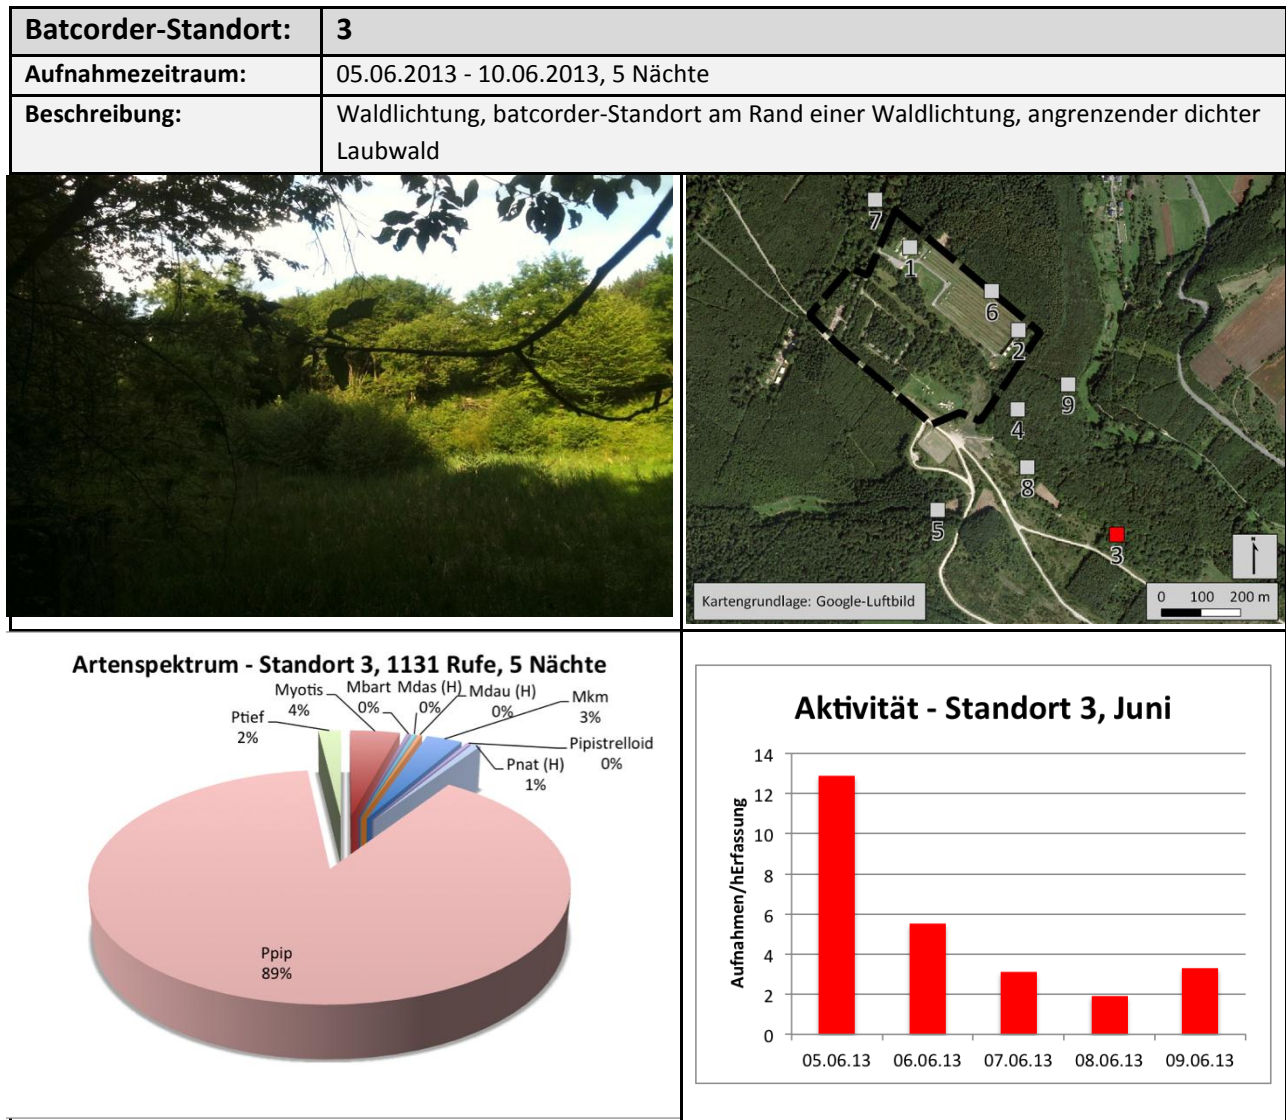 Batcorder-Standort: 3
Aufnahmezeitraum: 05.06.2013 - 10.06.2013, 5 Nächte
Beschreibung: Waldlichtung, batcorder-Standort am Rand einer Waldlichtung, angrenzender dichter
Laubwald
7
1
6
2
9
4
8
5
3
N
Kartengrundlage: Google-Luftbild
0 100 200 m
Artenspektrum - Standort 3, 1131 Rufe, 5 Nächte
Ptief
2%
Myotis
4%
Mbart
0%
Mdas (H)
0%
Mdau (H)
0%
Mkm
3%
Pipistrelloid
0%
Pnat (H)
1%
Ppip
89%
Aktivität - Standort 3, Juni
Aufnahmen/hErfassung
14
12
10
8
6
4
2
0
05.06.13 06.06.13 07.06.13 08.06.13 09.06.13